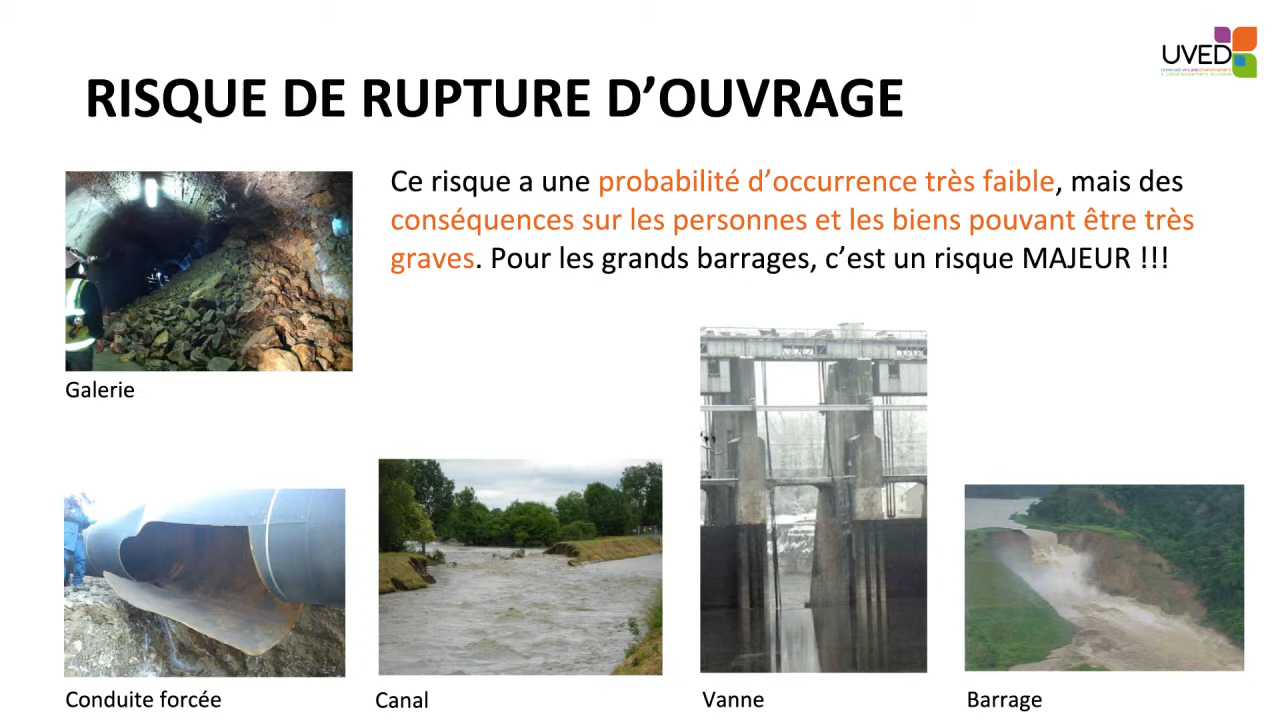 UVED
RISQUE DE RUPTURE D’OUVRAGE
Ce risque a une probabilité d’occurrence très faible, mais des
conséquences sur les personnes et les biens pouvant être très
graves. Pour les grands barrages, c’est un risque MAJEUR !!!
Galerie
Conduite forcée
Canal
Vanne
Barrage